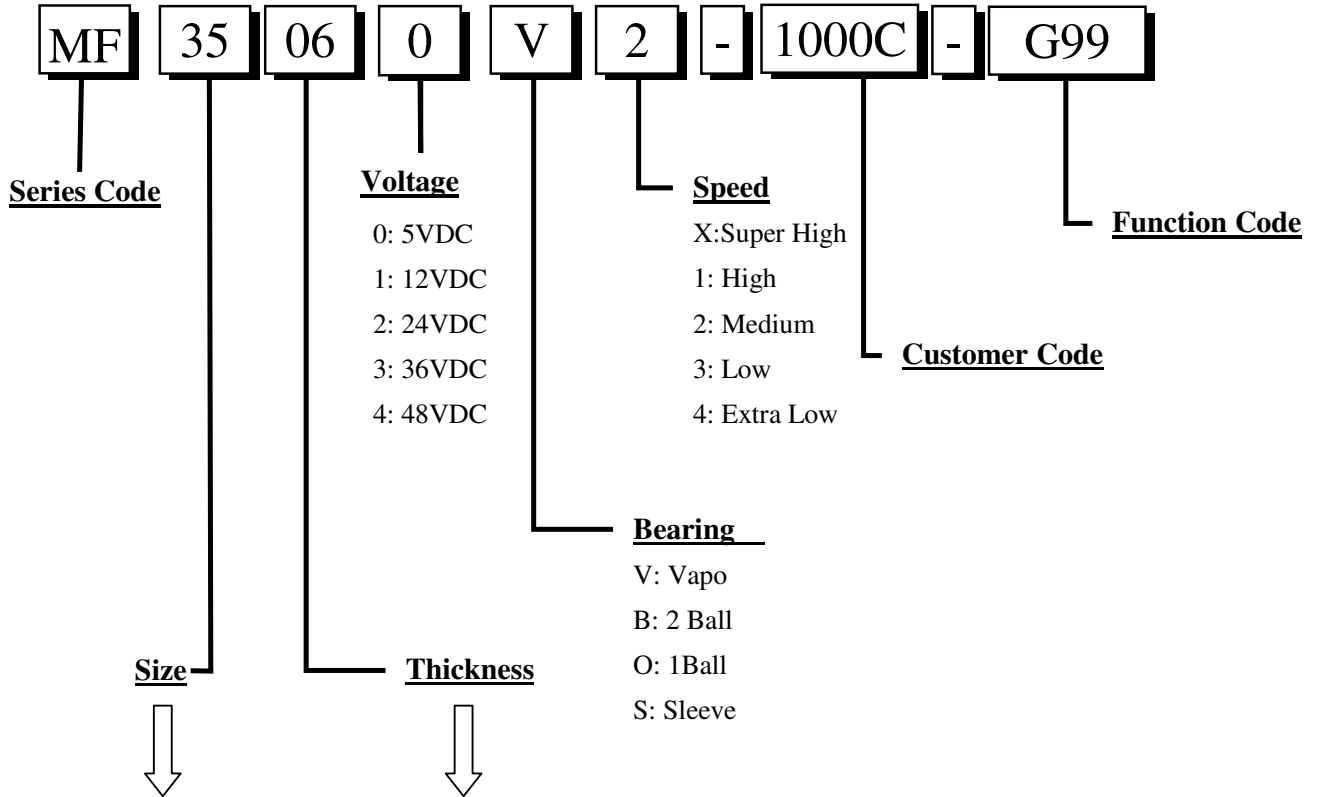 MF 35 06 0 V 2 - 1000C - G99
Series Code
Voltage
0: 5VDC
1: 12VDC
2: 24VDC
3: 36VDC
4: 48VDC
Speed
X:Super High
1: High
2: Medium
3: Low
4: Extra Low
Function Code
Customer Code
Bearing
V: Vapo
B: 2 Ball
O: 1Ball
S: Sleeve
Size
Thickness